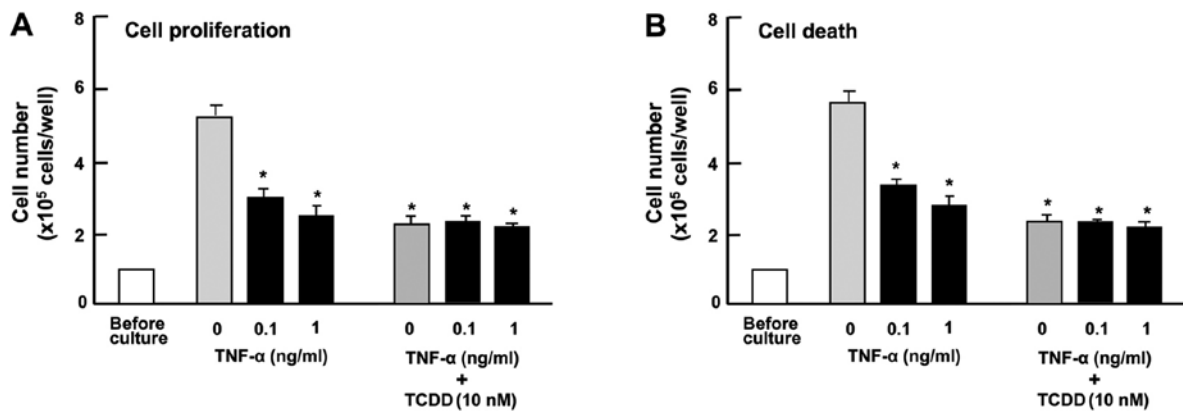 A
Cell proliferation
Cell number
(x10⁵ cells/well)
8
6
4
2
0
*
*
*
*
*
Before
culture
0
0.1
1
TNF-α (ng/ml)
0
0.1
1
TNF-α (ng/ml)
+
TCDD (10 nM)
B
Cell death
Cell number
(x10⁵ cells/well)
8
6
4
2
0
*
*
*
*
*
Before
culture
0
0.1
1
TNF-α (ng/ml)
0
0.1
1
TNF-α (ng/ml)
+
TCDD (10 nM)